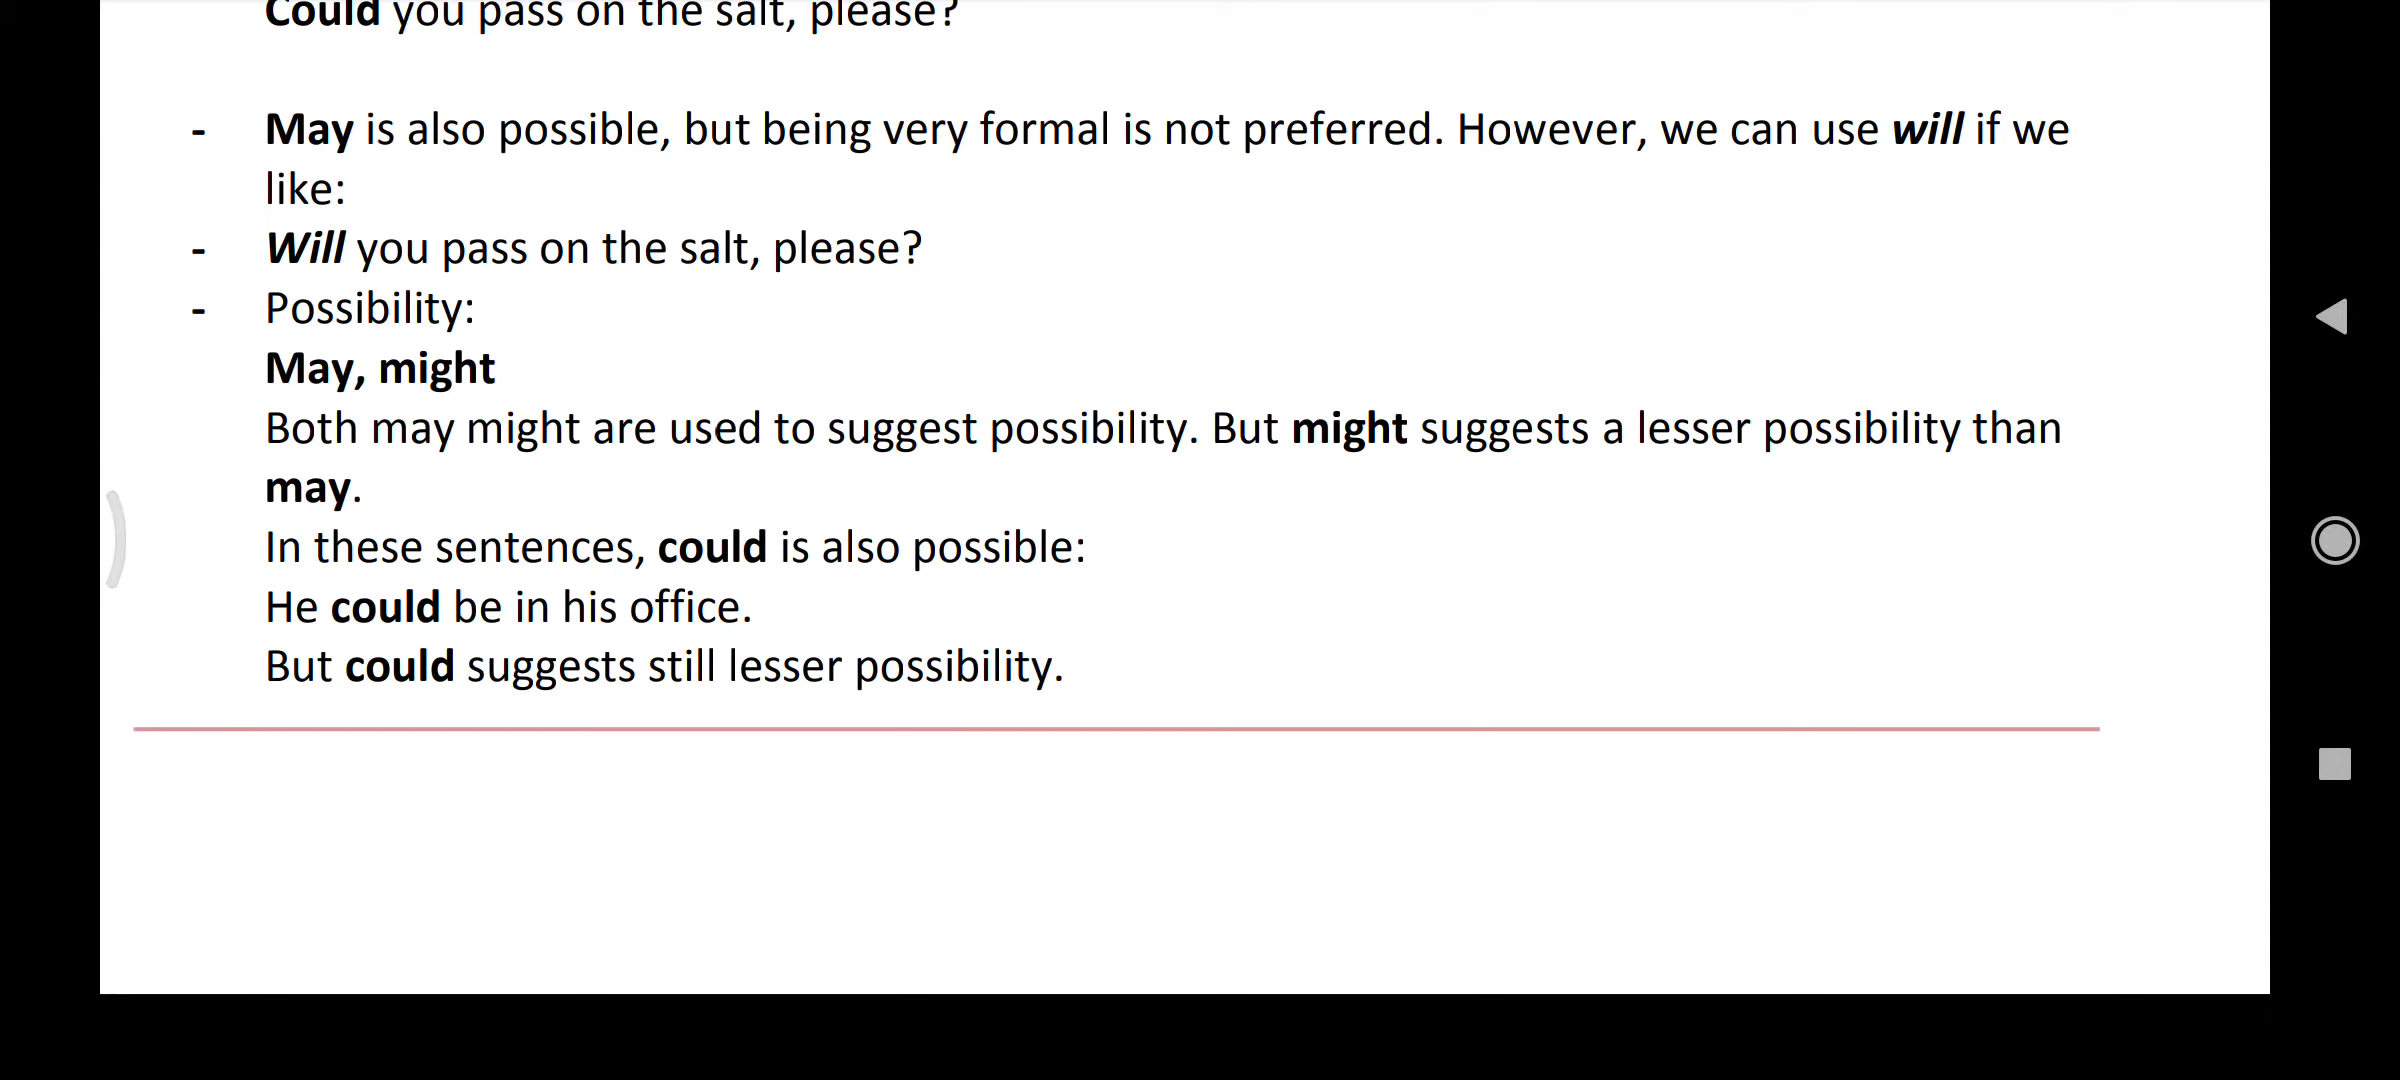 Could you pass on the salt, please?
- May is also possible, but being very formal is not preferred. However, we can use will if we
like:
- Will you pass on the salt, please?
- Possibility:
May, might
Both may might are used to suggest possibility. But might suggests a lesser possibility than
may.
In these sentences, could is also possible:
He could be in his office.
But could suggests still lesser possibility.